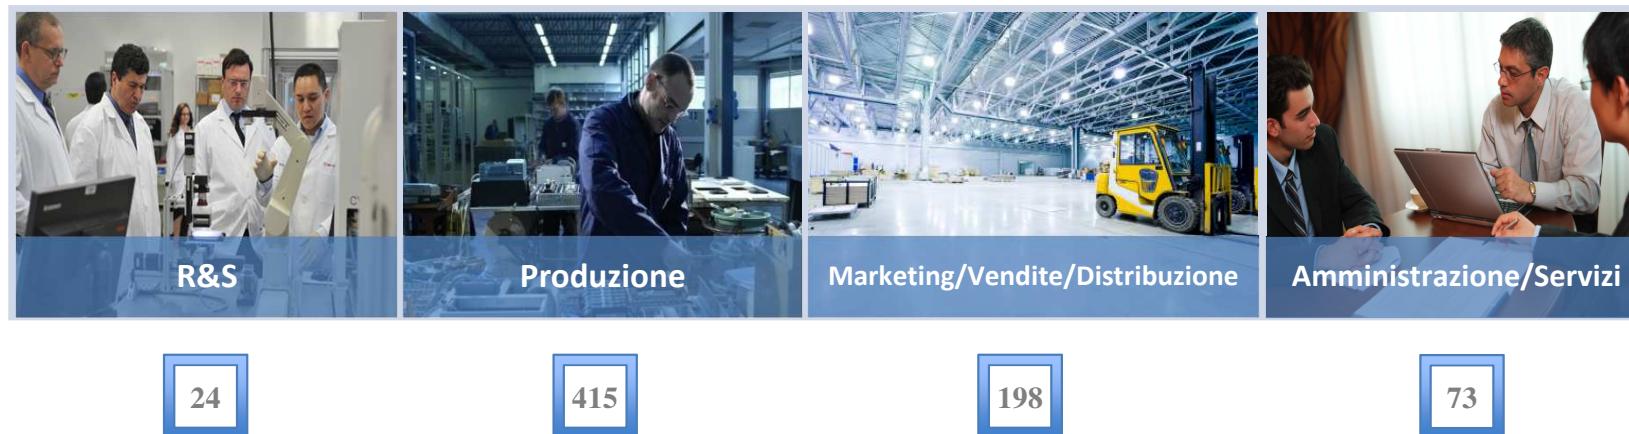 R&S
Produzione
Marketing/Vendite/Distribuzione
Amministrazione/Servizi
24
415
198
73